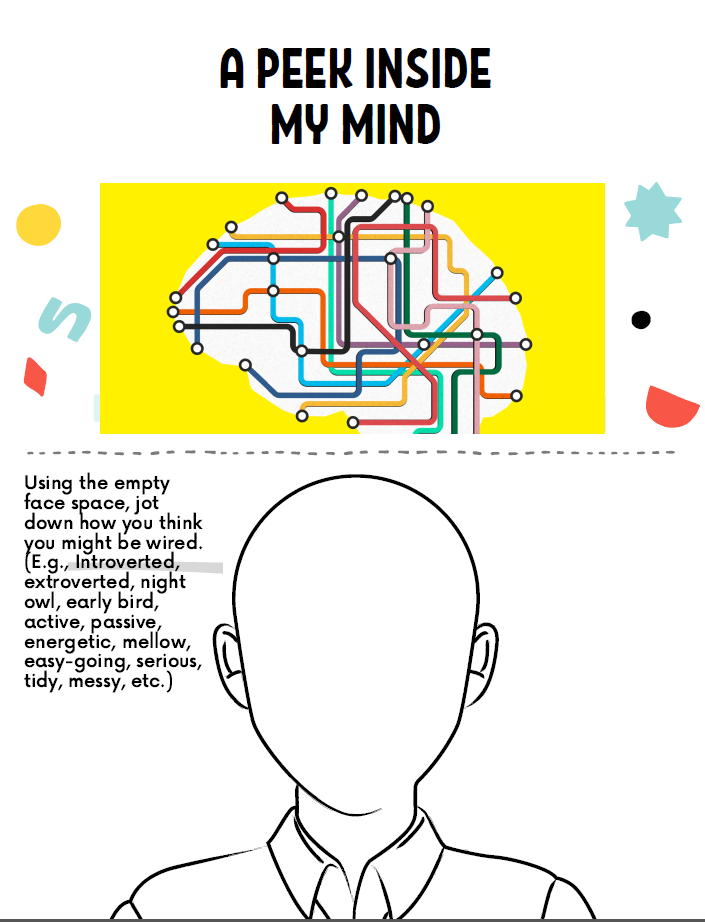 A PEEK INSIDE
MY MIND
Using the empty
face space, jot
down how you think
you might be wired.
(E.g., Introverted,
extroverted, night
owl, early bird,
active, passive,
energetic, mellow,
easy-going, serious,
tidy, messy, etc.)